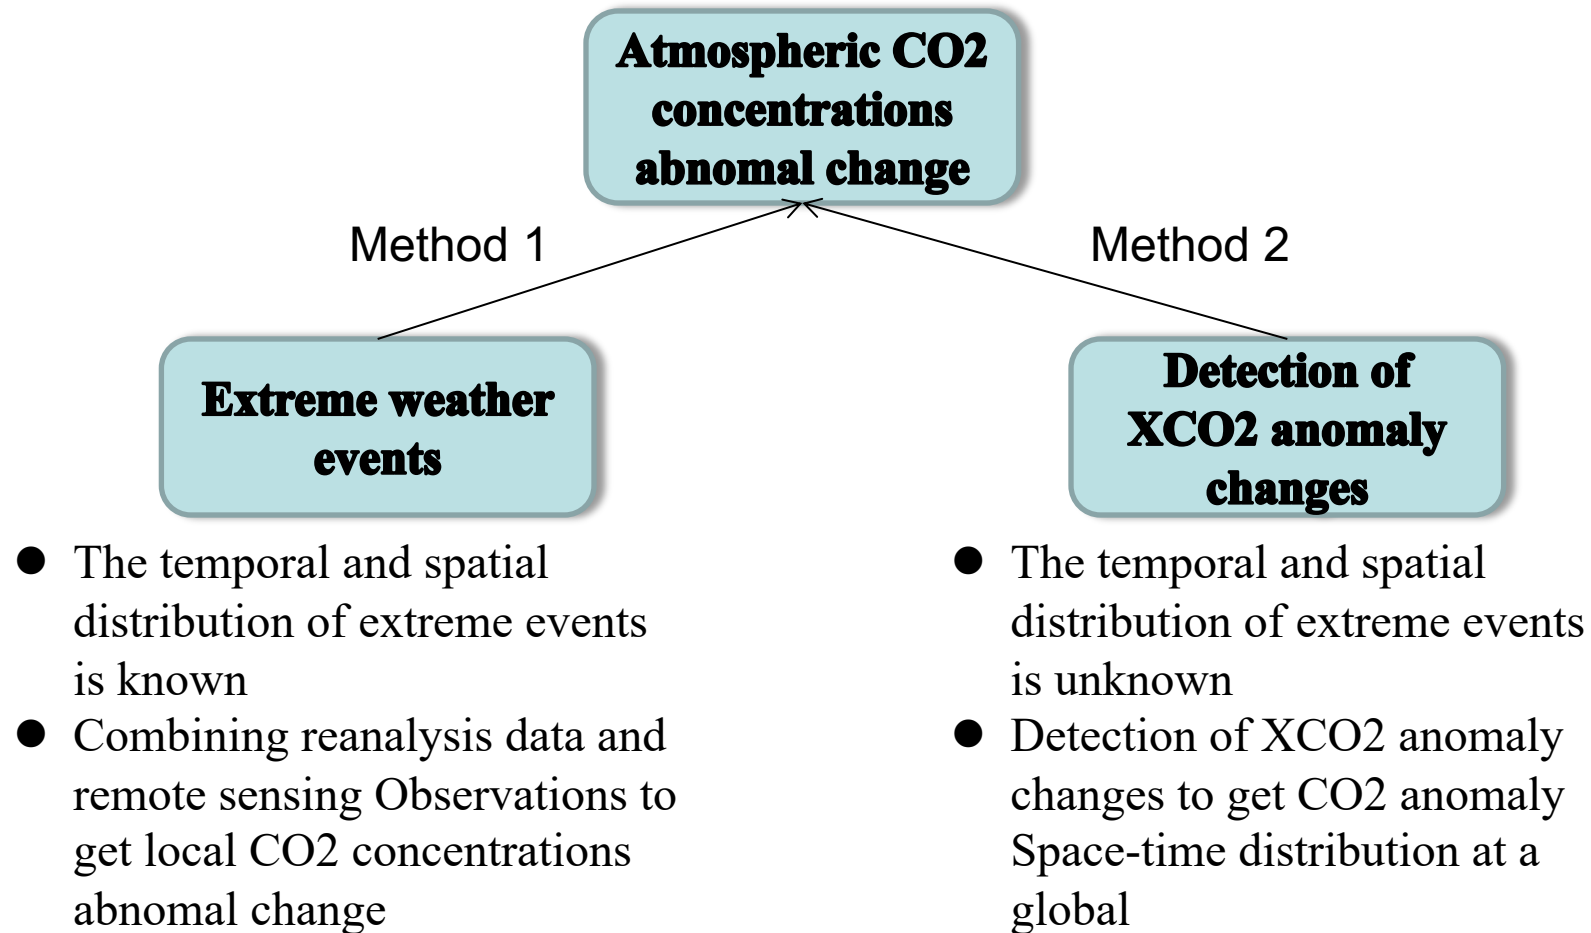 Atmospheric CO2
concentrations
abnomal change
Method 1
Method 2
Extreme weather
events
Detection of
XCO2 anomaly
changes
● The temporal and spatial
distribution of extreme events
is known
● Combining reanalysis data and
remote sensing Observations to
get local CO2 concentrations
abnomal change
● The temporal and spatial
distribution of extreme events
is unknown
● Detection of XCO2 anomaly
changes to get CO2 anomaly
Space-time distribution at a
global